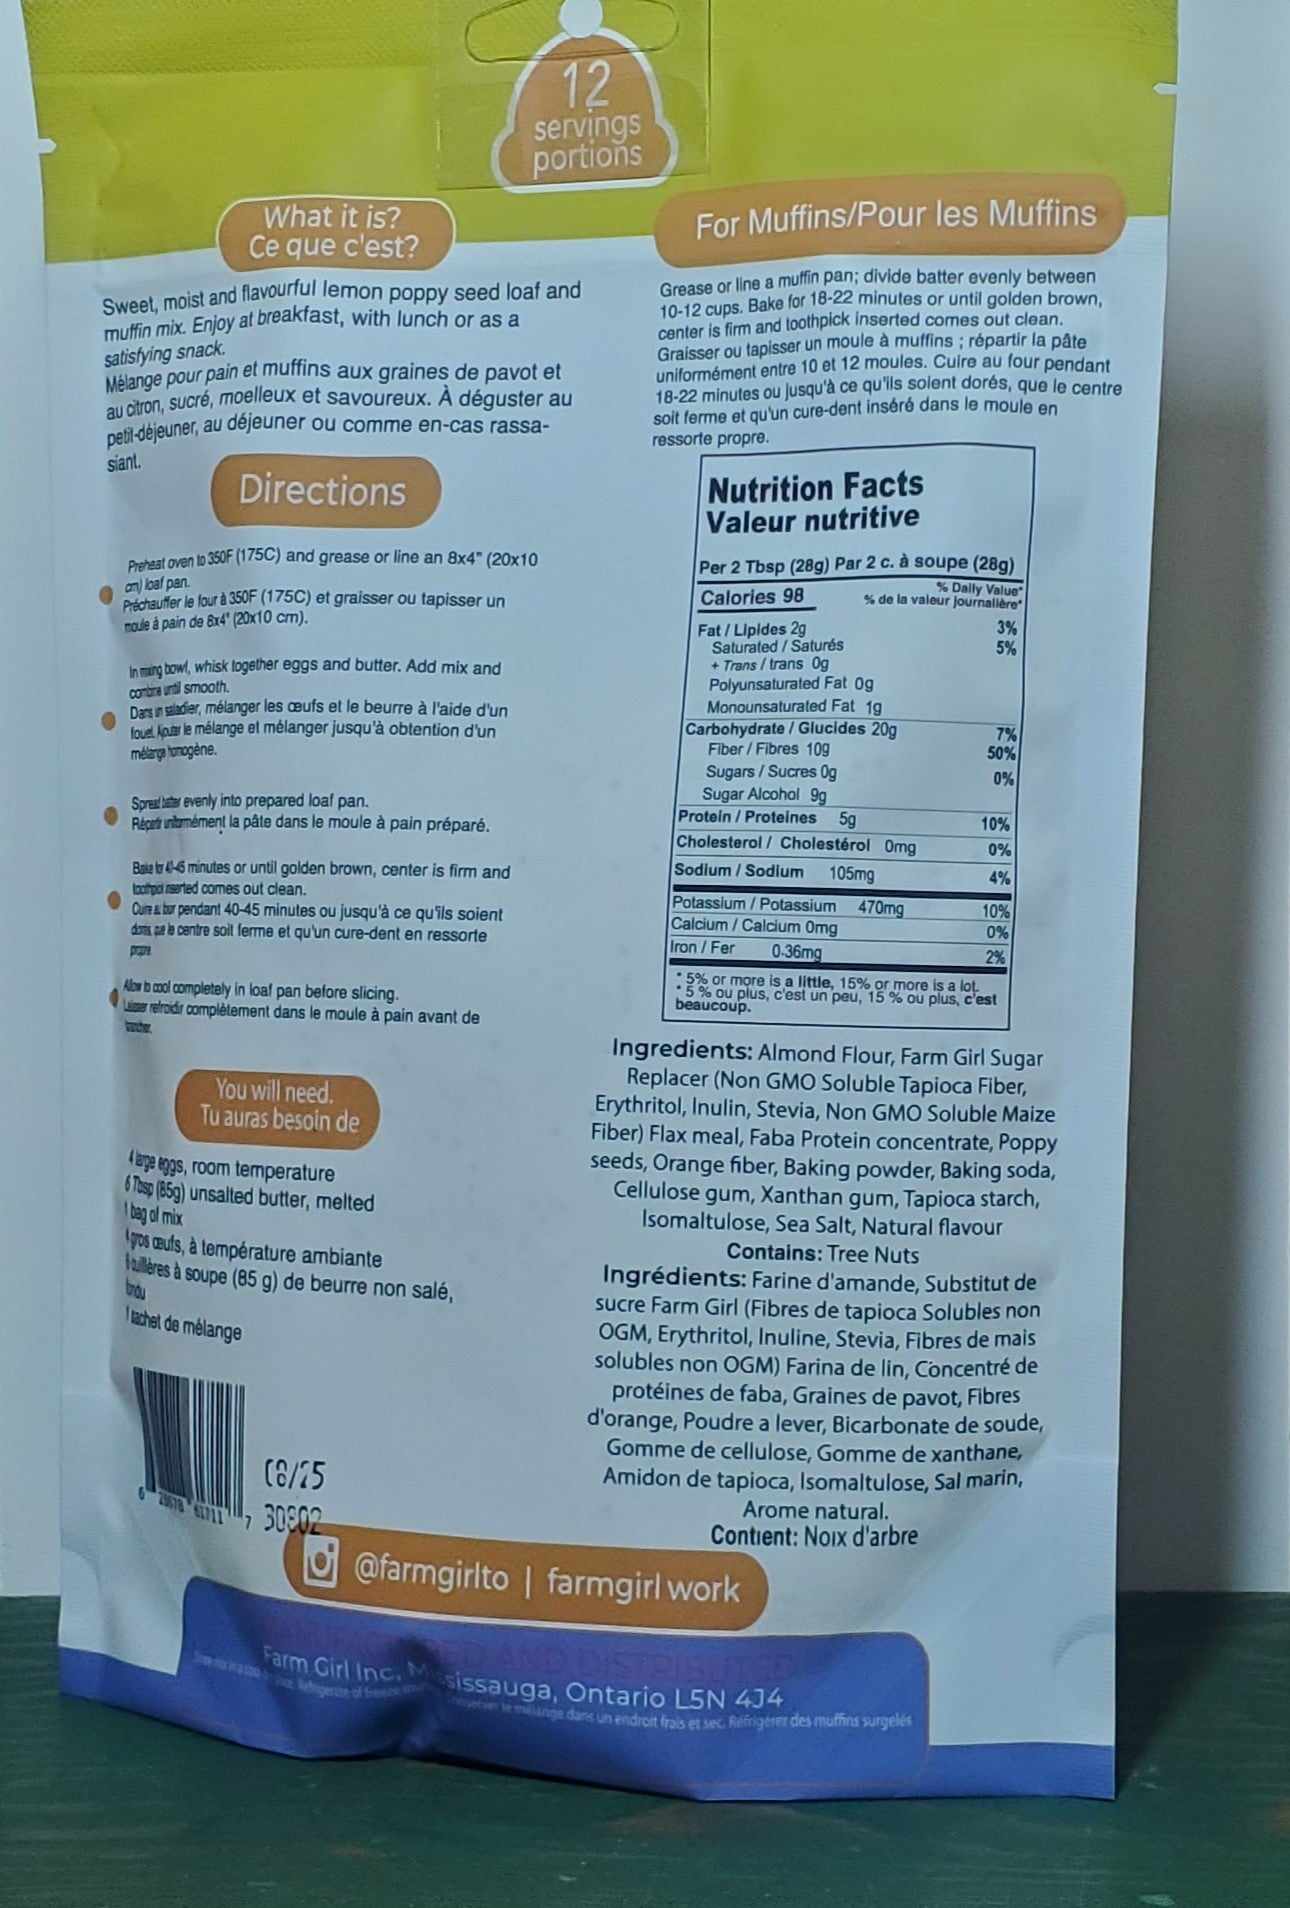 12
servings
portions
What it is?
Ce que c'est?
Sweet, moist and flavourful lemon poppy seed loaf and
muffin mix. Enjoy at breakfast, with lunch or as a
satisfying snack.
Mélange pour pain et muffins aux graines de pavot et
au citron, sucré, moelleux et savoureux. À déguster au
petit-déjeuner, au déjeuner ou comme en-cas rassa-
siant.
Directions
Preheat oven to 350F (175C) and grease or line an 8x4" (20x10
cm) loaf pan.
Préchauffer le four à 350F (175C) et graisser ou tapisser un
moule à pain de 8x4" (20x10 cm).
In mixing bowl, whisk together eggs and butter. Add mix and
combine until smooth.
Dans un saladier, mélanger les œufs et le beurre à l'aide d'un
fouet. Ajouter le mélange et mélanger jusqu'à obtention d'un
mélange homogène.
Spread batter evenly into prepared loaf pan.
Répartir uniformément la pâte dans le moule à pain préparé.
Bake for 40-45 minutes or until golden brown, center is firm and
toothpick inserted comes out clean.
Cuire au four pendant 40-45 minutes ou jusqu'à ce qu'ils soient
dorés, que le centre soit ferme et qu'un cure-dent en ressorte
propre
Allow to cool completely in loaf pan before slicing.
Laisser refroidir complètement dans le moule à pain avant de
trancher.
You will need.
Tu auras besoin de
4 large eggs, room temperature
6 Tbsp (85g) unsalted butter, melted
1 bag of mix
4 gros œufs, à température ambiante
6 cuillères à soupe (85 g) de beurre non salé,
fondu
1 sachet de mélange
08/25
30802
6 28678 61711 7
For Muffins/Pour les Muffins
Grease or line a muffin pan; divide batter evenly between
10-12 cups. Bake for 18-22 minutes or until golden brown,
center is firm and toothpick inserted comes out clean.
Graisser ou tapisser un moule à muffins ; répartir la pâte
uniformément entre 10 et 12 moules. Cuire au four pendant
18-22 minutes ou jusqu'à ce qu'ils soient dorés, que le centre
soit ferme et qu'un cure-dent inséré dans le moule en
ressorte propre.
Nutrition Facts
Valeur nutritive
Per 2 Tbsp (28g) Par 2 c. à soupe (28g)
% Daily Value*
Calories 98 % de la valeur journalière*
Fat / Lipides 2g 3%
Saturated / Saturés 5%
+ Trans / trans 0g
Polyunsaturated Fat 0g
Monounsaturated Fat 1g
Carbohydrate / Glucides 20g 7%
Fiber / Fibres 10g 50%
Sugars / Sucres 0g 0%
Sugar Alcohol 9g
Protein / Proteines 5g 10%
Cholesterol / Cholestérol 0mg 0%
Sodium / Sodium 105mg 4%
Potassium / Potassium 470mg 10%
Calcium / Calcium 0mg 0%
Iron / Fer 0.36mg 2%
* 5% or more is a little, 15% or more is a lot.
* 5 % ou plus, c'est un peu, 15 % ou plus, c'est
beaucoup.
Ingredients: Almond Flour, Farm Girl Sugar
Replacer (Non GMO Soluble Tapioca Fiber,
Erythritol, Inulin, Stevia, Non GMO Soluble Maize
Fiber) Flax meal, Faba Protein concentrate, Poppy
seeds, Orange fiber, Baking powder, Baking soda,
Cellulose gum, Xanthan gum, Tapioca starch,
Isomaltulose, Sea Salt, Natural flavour
Contains: Tree Nuts
Ingrédients: Farine d'amande, Substitut de
sucre Farm Girl (Fibres de tapioca Solubles non
OGM, Erythritol, Inuline, Stevia, Fibres de mais
solubles non OGM) Farina de lin, Concentré de
protéines de faba, Graines de pavot, Fibres
d'orange, Poudre a lever, Bicarbonate de soude,
Gomme de cellulose, Gomme de xanthane,
Amidon de tapioca, Isomaltulose, Sal marin,
Arome natural.
Contient: Noix d'arbre
@farmgirlto | farmgirl work
AND DISTRIBUTED
Farm Girl Inc, Mississauga, Ontario L5N 4J4
le mélange dans un endroit frais et sec. Réfrigérer des muffins surgelés